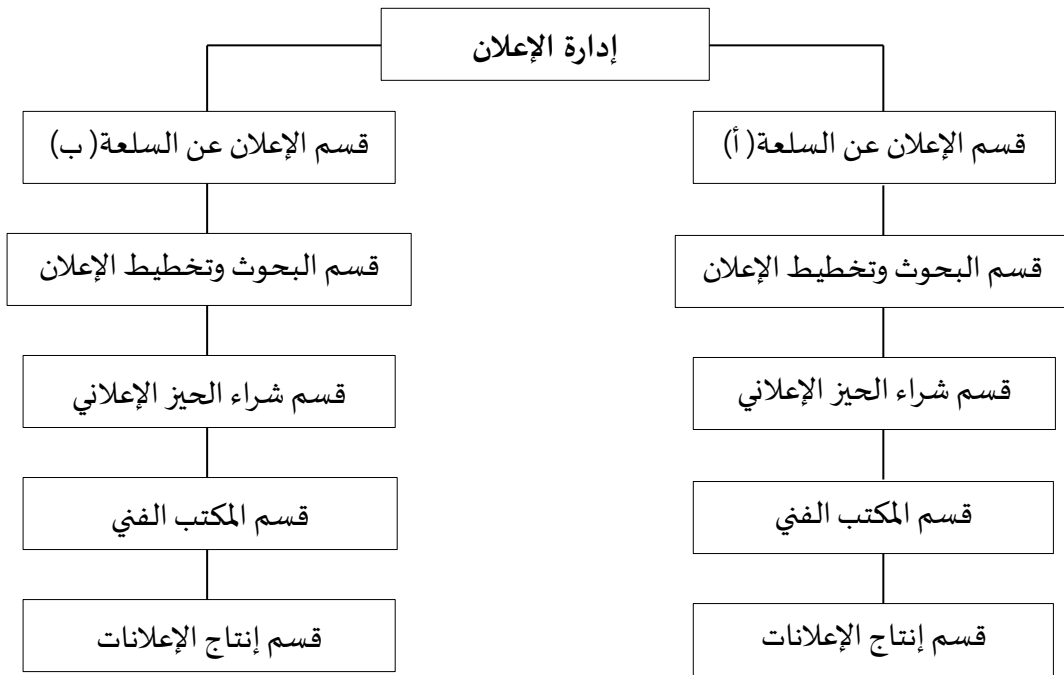 إدارة الإعلان
قسم الإعلان عن السلعة( أ)
قسم الإعلان عن السلعة( ب)
قسم البحوث وتخطيط الإعلان
قسم البحوث وتخطيط الإعلان
قسم شراء الحيز الإعلاني
قسم شراء الحيز الإعلاني
قسم المكتب الفني
قسم المكتب الفني
قسم إنتاج الإعلانات
قسم إنتاج الإعلانات